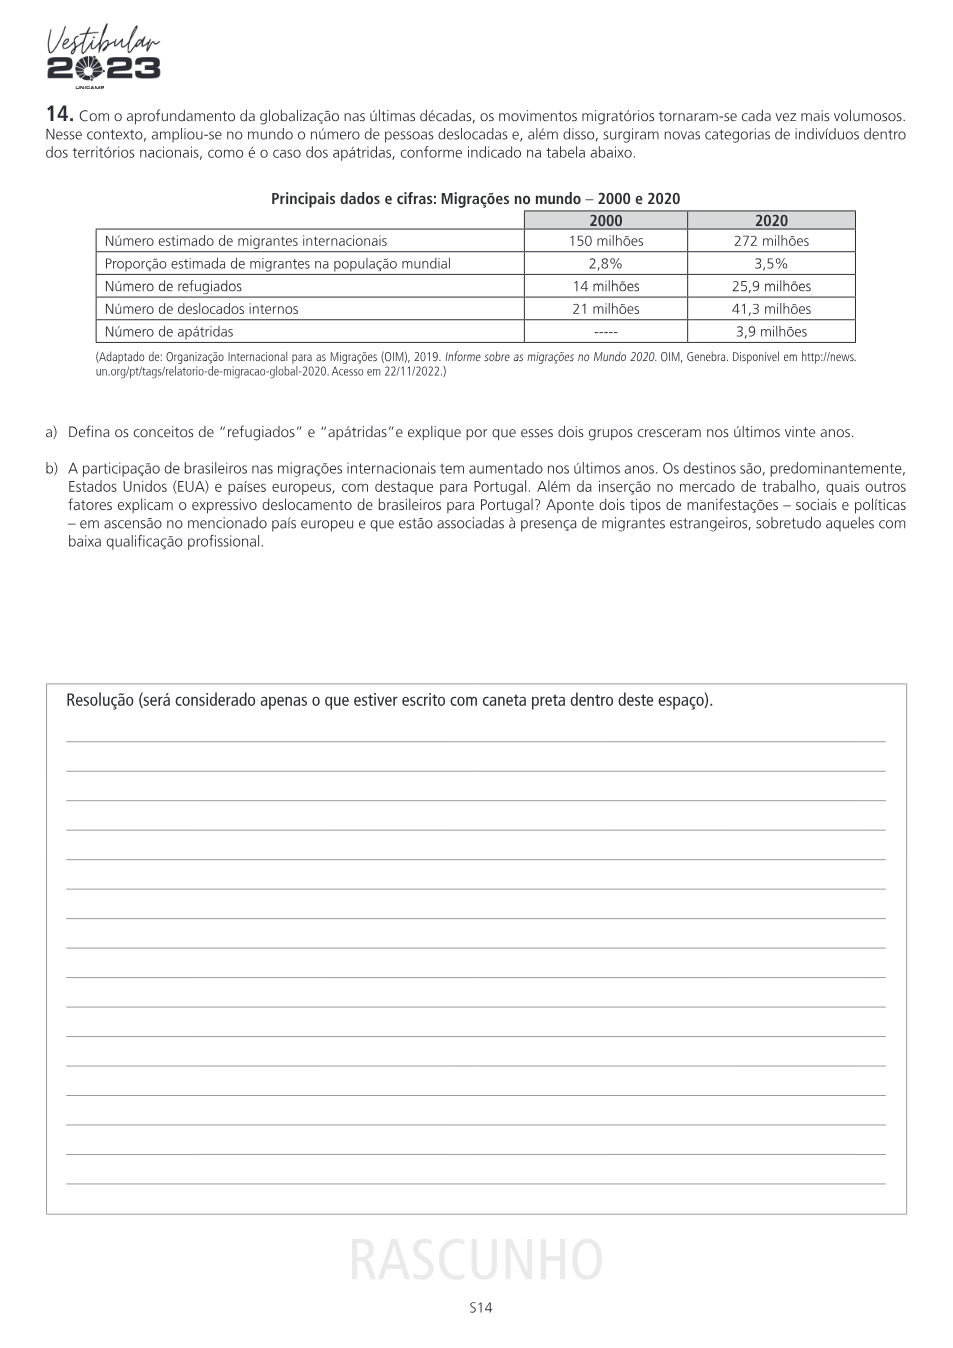 Vestibular
2023
UNICAMP
14. Com o aprofundamento da globalização nas últimas décadas, os movimentos migratórios tornaram-se cada vez mais volumosos.
Nesse contexto, ampliou-se no mundo o número de pessoas deslocadas e, além disso, surgiram novas categorias de indivíduos dentro
dos territórios nacionais, como é o caso dos apátridas, conforme indicado na tabela abaixo.
Principais dados e cifras: Migrações no mundo – 2000 e 2020
2000 2020
Número estimado de migrantes internacionais 150 milhões 272 milhões
Proporção estimada de migrantes na população mundial 2,8% 3,5%
Número de refugiados 14 milhões 25,9 milhões
Número de deslocados internos 21 milhões 41,3 milhões
Número de apátridas ----- 3,9 milhões
(Adaptado de: Organização Internacional para as Migrações (OIM), 2019. Informe sobre as migrações no Mundo 2020. OIM, Genebra. Disponível em http://news.
un.org/pt/tags/relatorio-de-migracao-global-2020. Acesso em 22/11/2022.)
a) Defina os conceitos de “refugiados” e “apátridas”e explique por que esses dois grupos cresceram nos últimos vinte anos.
b) A participação de brasileiros nas migrações internacionais tem aumentado nos últimos anos. Os destinos são, predominantemente,
Estados Unidos (EUA) e países europeus, com destaque para Portugal. Além da inserção no mercado de trabalho, quais outros
fatores explicam o expressivo deslocamento de brasileiros para Portugal? Aponte dois tipos de manifestações – sociais e políticas
– em ascensão no mencionado país europeu e que estão associadas à presença de migrantes estrangeiros, sobretudo aqueles com
baixa qualificação profissional.
Resolução (será considerado apenas o que estiver escrito com caneta preta dentro deste espaço).
RASCUNHO
S14